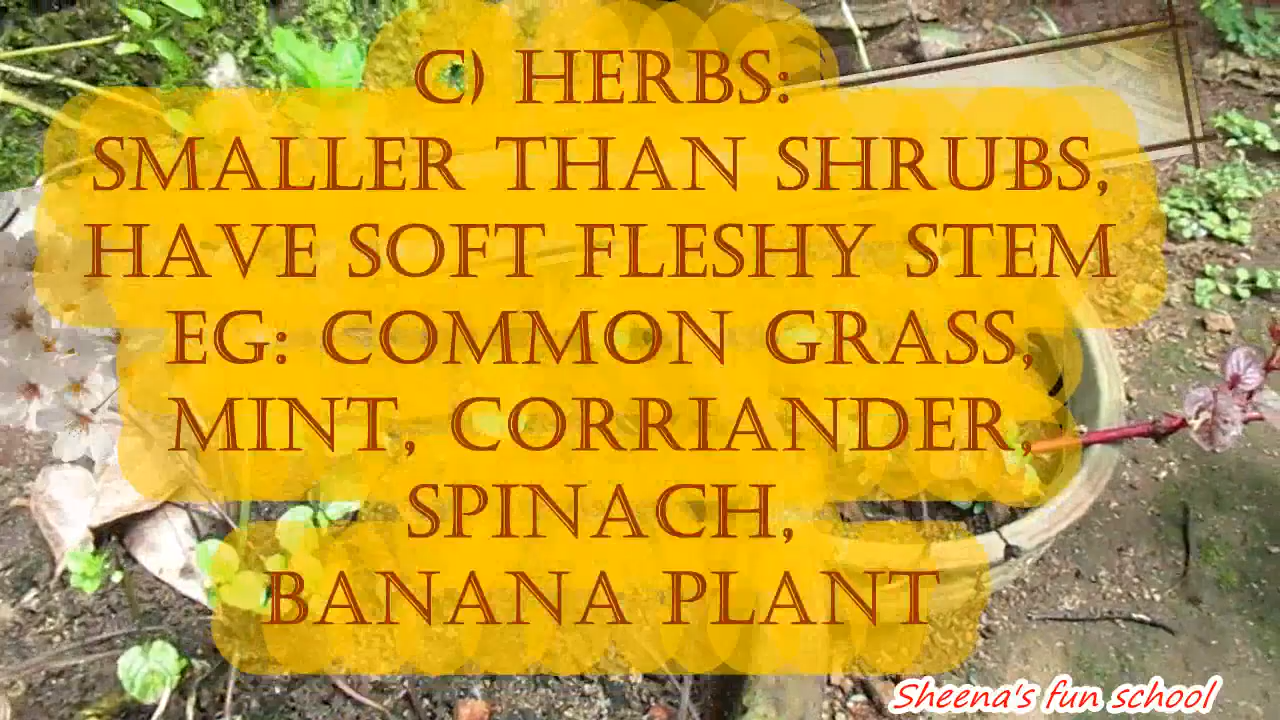 C) HERBS:
SMALLER THAN SHRUBS,
HAVE SOFT FLESHY STEM
EG: COMMON GRASS,
MINT, CORRIANDER,
SPINACH,
BANANA PLANT
Sheena's fun school